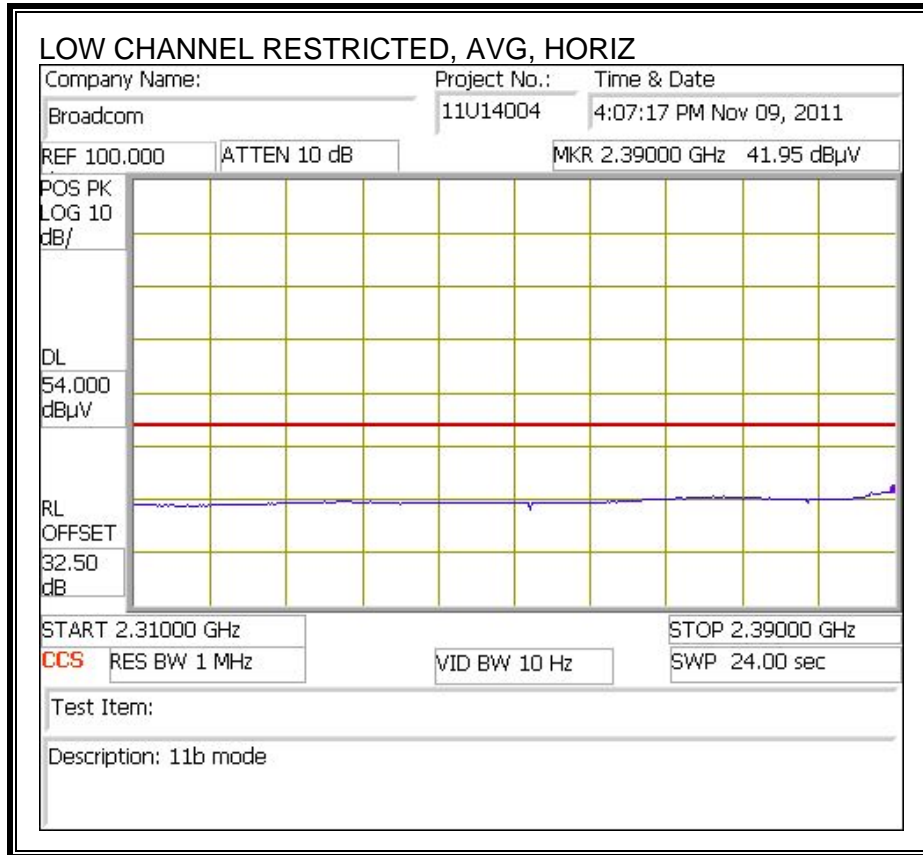 LOW CHANNEL RESTRICTED, AVG, HORIZ
Company Name: Project No.: Time & Date
Broadcom 11U14004 4:07:17 PM Nov 09, 2011
REF 100.000 ATTEN 10 dB MKR 2.39000 GHz 41.95 dBµV
POS PK
LOG 10
dB/
DL
54.000
dBµV
RL
OFFSET
32.50
dB
START 2.31000 GHz STOP 2.39000 GHz
CCS RES BW 1 MHz VID BW 10 Hz SWP 24.00 sec
Test Item:
Description: 11b mode